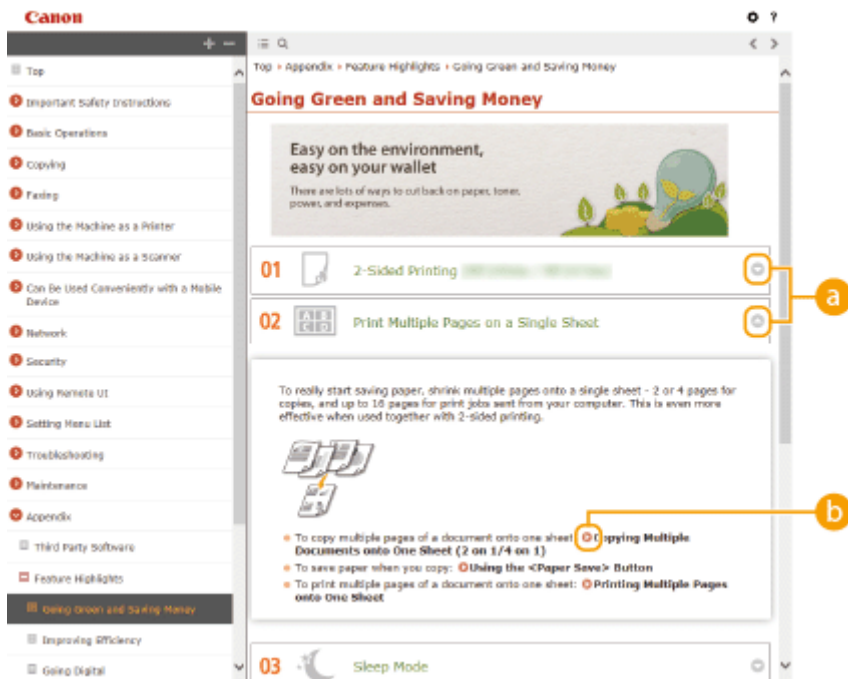 Canon
?
Top
Important Safety Instructions
Basic Operations
Copying
Faxing
Using the Machine as a Printer
Using the Machine as a Scanner
Can Be Used Conveniently with a Mobile
Device
Network
Security
Using Remote UI
Setting Menu List
Troubleshooting
Maintenance
Appendix
Third Party Software
Feature Highlights
Going Green and Saving Money
Improving Efficiency
Going Digital
Top › Appendix › Feature Highlights › Going Green and Saving Money
Going Green and Saving Money
Easy on the environment,
easy on your wallet
There are lots of ways to cut back on paper, toner,
power, and expenses.
01 2-Sided Printing
a
02 A B C D Print Multiple Pages on a Single Sheet
To really start saving paper, shrink multiple pages onto a single sheet - 2 or 4 pages for
copies, and up to 16 pages for print jobs sent from your computer. This is even more
effective when used together with 2-sided printing.
b
To copy multiple pages of a document onto one sheet: Copying Multiple
Documents onto One Sheet (2 on 1/4 on 1)
To save paper when you copy: Using the <Paper Save> Button
To print multiple pages of a document onto one sheet: Printing Multiple Pages
onto One Sheet
03 Sleep Mode